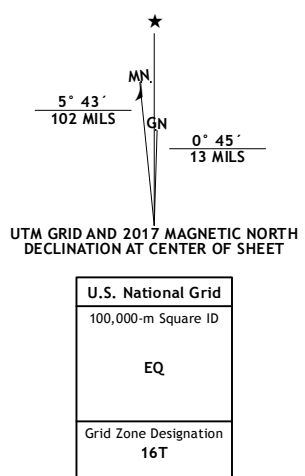 MN.
GN
5° 43´
102 MILS
0° 45´
13 MILS
UTM GRID AND 2017 MAGNETIC NORTH
DECLINATION AT CENTER OF SHEET
U.S. National Grid
100,000-m Square ID
EQ
Grid Zone Designation
16T